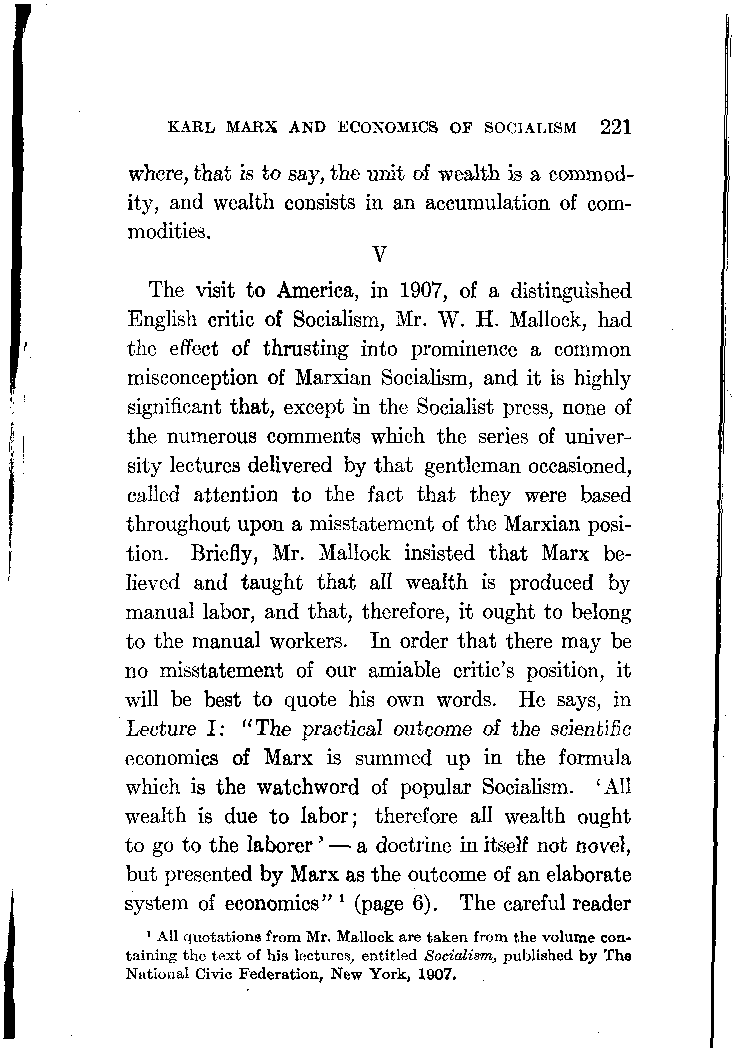 KARL MARX AND ECONOMICS OF SOCIALISM 221
where, that is to say, the unit of wealth is a commod-
ity, and wealth consists in an accumulation of com-
modities.
V
The visit to America, in 1907, of a distinguished
English critic of Socialism, Mr. W. H. Mallock, had
the effect of thrusting into prominence a common
misconception of Marxian Socialism, and it is highly
significant that, except in the Socialist press, none of
the numerous comments which the series of univer-
sity lectures delivered by that gentleman occasioned,
called attention to the fact that they were based
throughout upon a misstatement of the Marxian posi-
tion. Briefly, Mr. Mallock insisted that Marx be-
lieved and taught that all wealth is produced by
manual labor, and that, therefore, it ought to belong
to the manual workers. In order that there may be
no misstatement of our amiable critic's position, it
will be best to quote his own words. He says, in
Lecture I: "The practical outcome of the scientific
economics of Marx is summed up in the formula
which is the watchword of popular Socialism. 'All
wealth is due to labor; therefore all wealth ought
to go to the laborer' — a doctrine in itself not novel,
but presented by Marx as the outcome of an elaborate
system of economics" ¹ (page 6). The careful reader
¹ All quotations from Mr. Mallock are taken from the volume con-
taining the text of his lectures, entitled Socialism, published by The
National Civic Federation, New York, 1907.